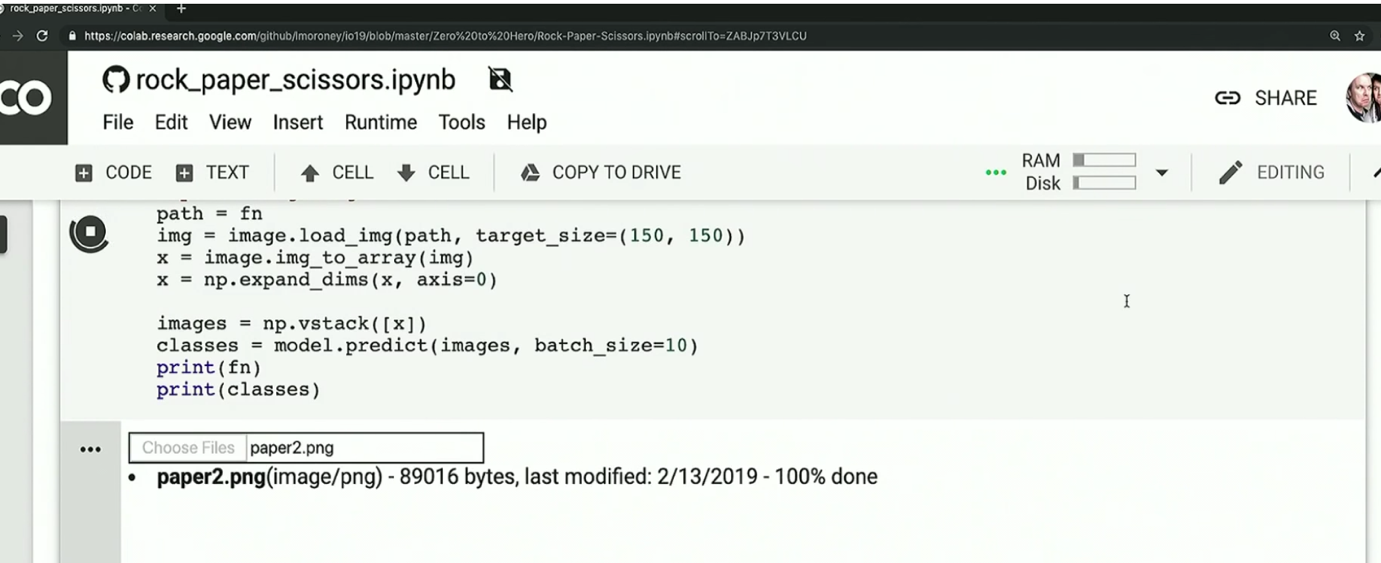 rock_paper_scissors.ipynb - C
https://colab.research.google.com/github/lmoroney/io19/blob/master/Zero%20to%20Hero/Rock-Paper-Scissors.ipynb#scrollTo=ZABJp7T3VLCU
CO
rock_paper_scissors.ipynb
SHARE
File Edit View Insert Runtime Tools Help
+ CODE + TEXT CELL CELL COPY TO DRIVE RAM Disk EDITING
path = fn
img = image.load_img(path, target_size=(150, 150))
x = image.img_to_array(img)
x = np.expand_dims(x, axis=0)
images = np.vstack([x])
classes = model.predict(images, batch_size=10)
print(fn)
print(classes)
Choose Files paper2.png
• paper2.png(image/png) - 89016 bytes, last modified: 2/13/2019 - 100% done